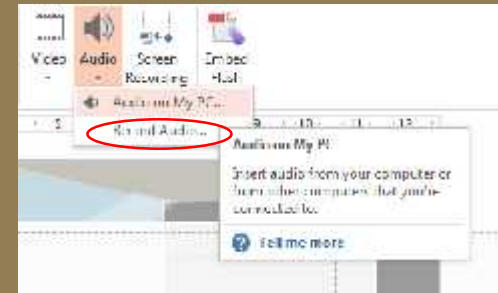 Video Audio Screen Recording Embed Flash
Audio on My PC...
Record Audio...
Audio on My PC
Insert audio from your computer or
from other computers that you're
connected to.
Tell me more